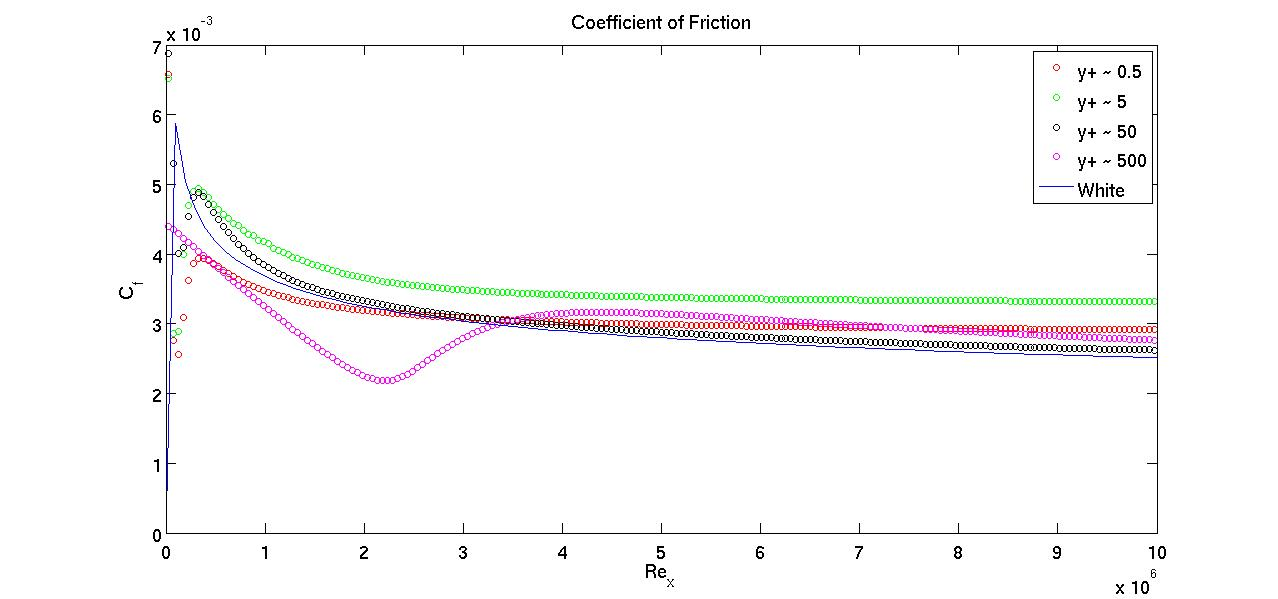 Coefficient of Friction
x 10^-3
7
6
5
4
3
2
1
0
C_f
0 1 2 3 4 5 6 7 8 9 10
Re_x
x 10^6
y+ ~ 0.5
y+ ~ 5
y+ ~ 50
y+ ~ 500
White